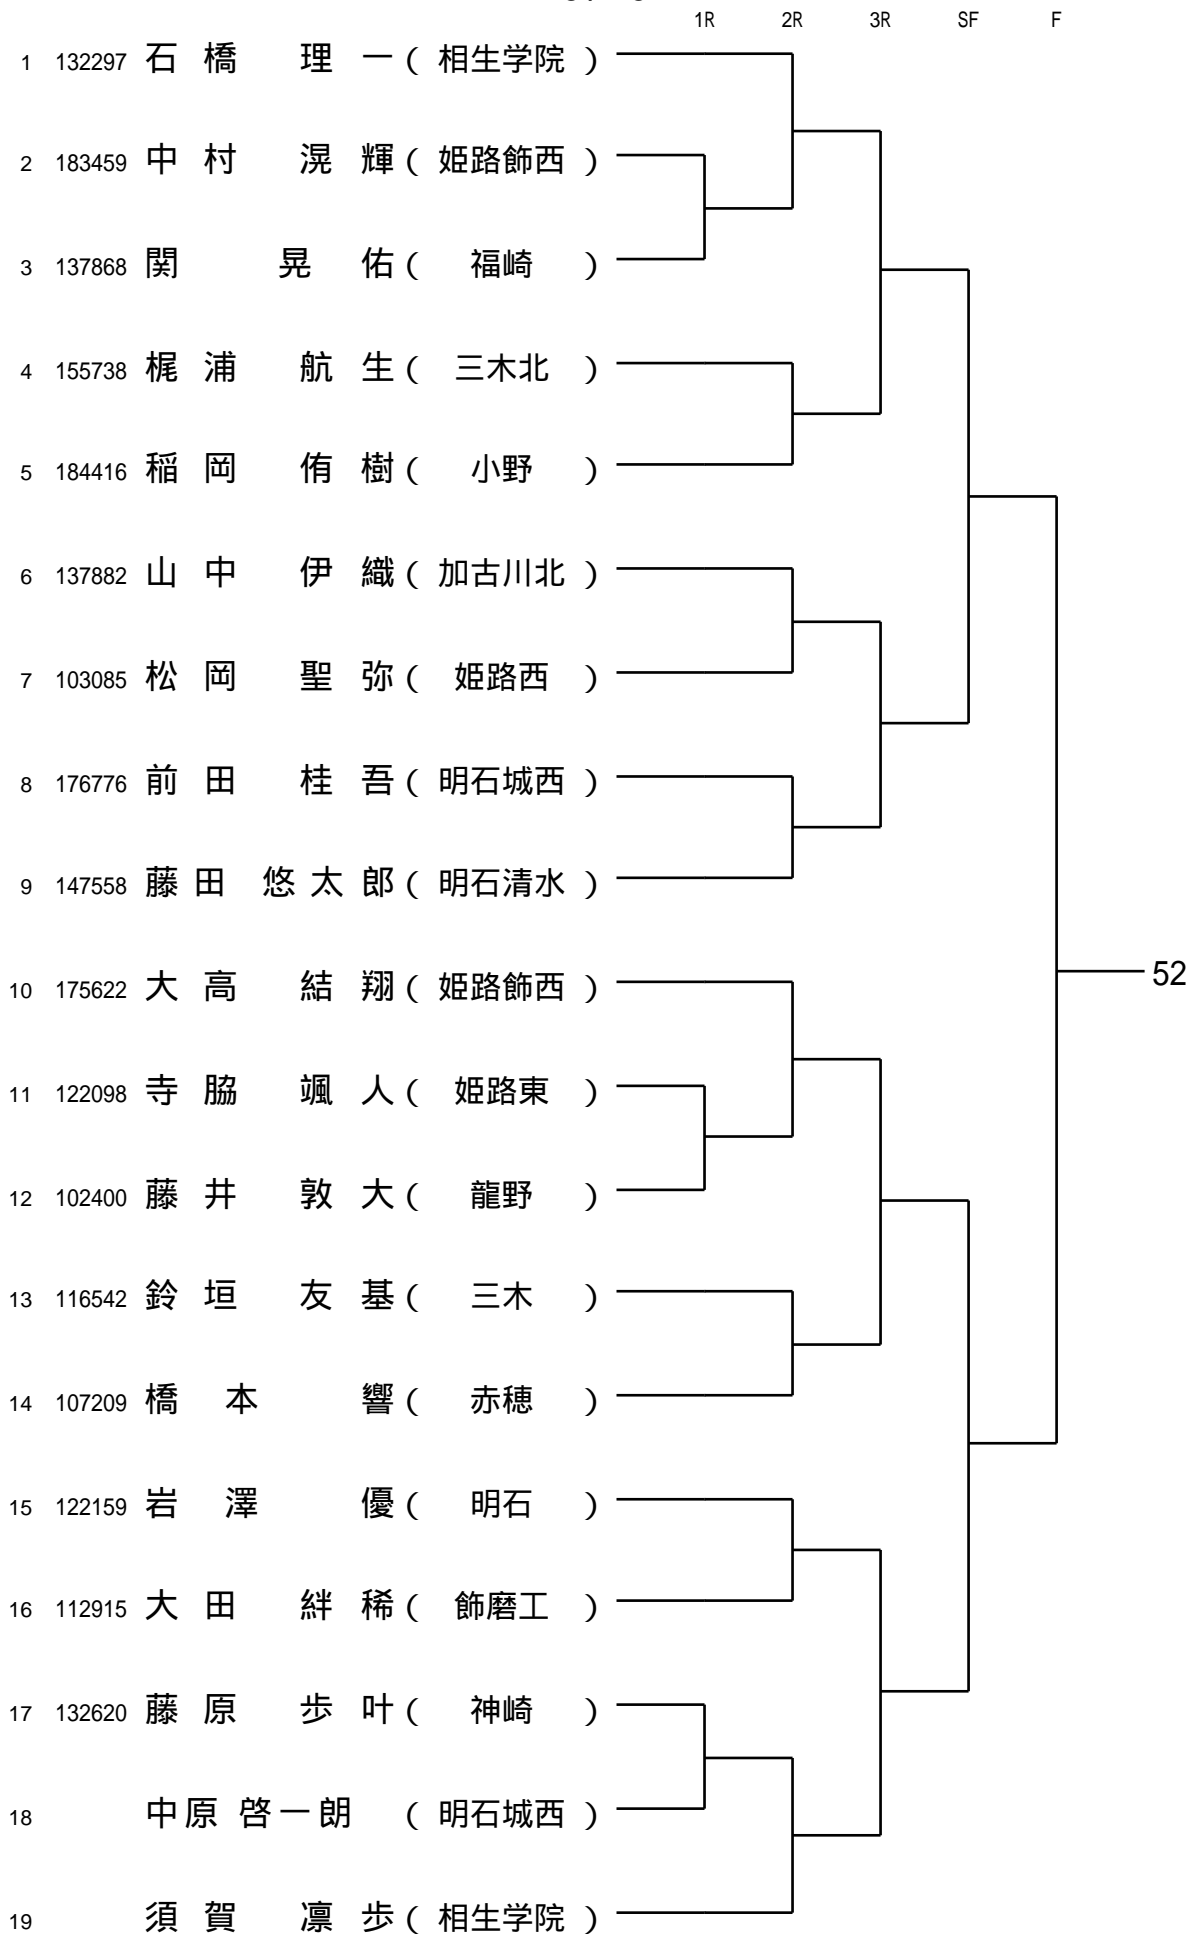 1R 2R 3R SF F
1 132297 石橋 理一 ( 相生学院 )
2 183459 中村 滉輝 ( 姫路飾西 )
3 137868 関 晃佑 ( 福崎 )
4 155738 梶浦 航生 ( 三木北 )
5 184416 稲岡 侑樹 ( 小野 )
6 137882 山中 伊織 ( 加古川北 )
7 103085 松岡 聖弥 ( 姫路西 )
8 176776 前田 桂吾 ( 明石城西 )
9 147558 藤田 悠太郎 ( 明石清水 )
52
10 175622 大高 結翔 ( 姫路飾西 )
11 122098 寺脇 颯人 ( 姫路東 )
12 102400 藤井 敦大 ( 龍野 )
13 116542 鈴垣 友基 ( 三木 )
14 107209 橋本 響 ( 赤穂 )
15 122159 岩澤 優 ( 明石 )
16 112915 大田 絆稀 ( 飾磨工 )
17 132620 藤原 歩叶 ( 神崎 )
18 中原 啓一朗 ( 明石城西 )
19 須賀 凛歩 ( 相生学院 )